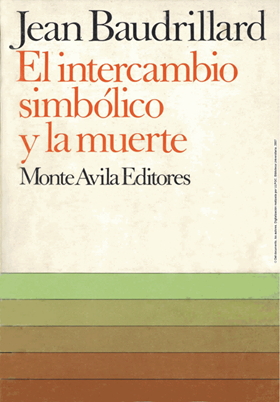 Jean Baudrillard
El intercambio
simbólico
y la muerte
Monte Avila Editores